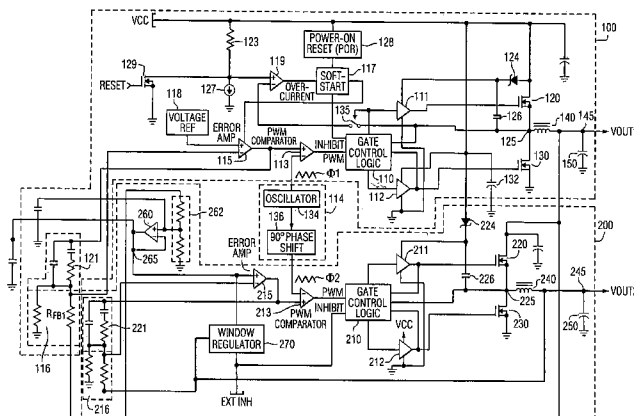 VCC
100
129
123
POWER-ON
RESET (POR)
128
124
RESET
127
119
OVER-
CURRENT
SOFT-
START
117
111
126
120
118
VOLTAGE
REF
135
140
145
125
VOUT1
ERROR
AMP
115
PWM
COMPARATOR
113
INHIBIT
PWM
GATE
CONTROL
LOGIC
110
112
130
150
132
Φ1
OSCILLATOR
134
114
200
260
262
265
136
90° PHASE
SHIFT
224
121
ERROR
AMP
215
Φ2
211
220
226
240
245
225
VOUT2
RFB1
221
213
PWM
COMPARATOR
PWM
INHIBIT
GATE
CONTROL
LOGIC
210
VCC
212
230
250
116
216
WINDOW
REGULATOR
270
EXT INH